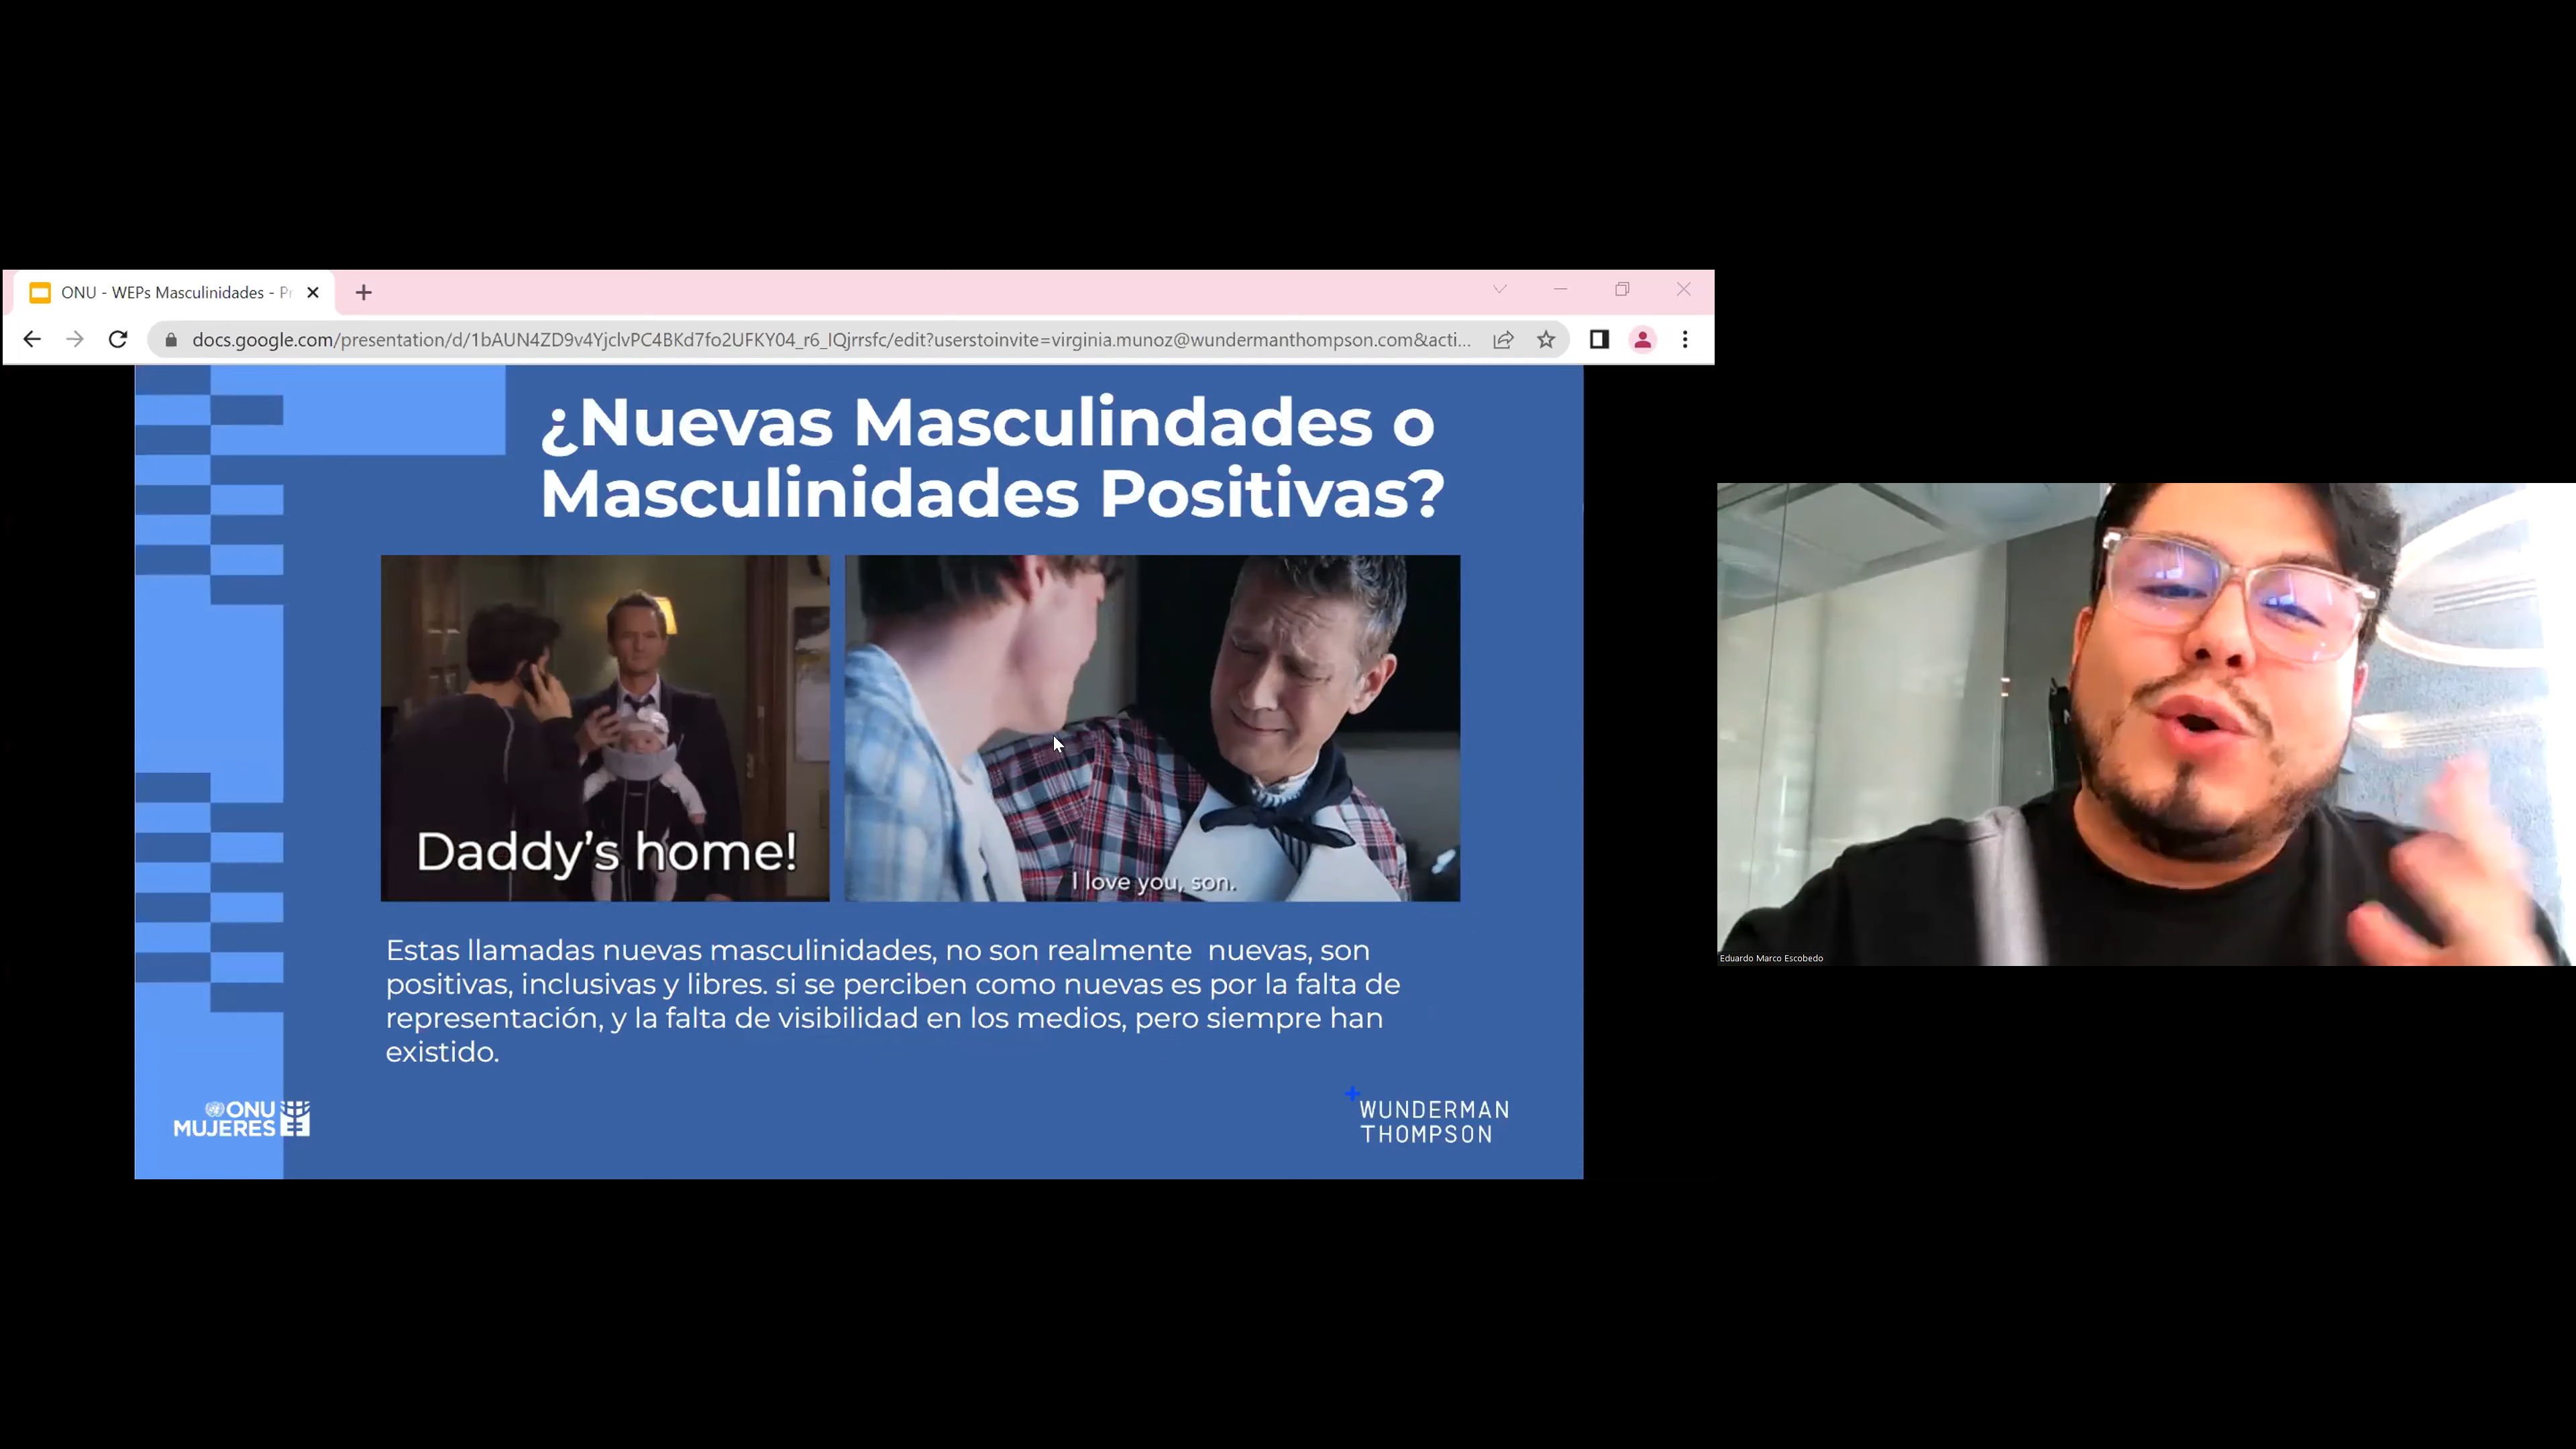 ONU - WEPs Masculinidades - Pr
docs.google.com/presentation/d/1bAUN4ZD9v4YjclvPC4BKd7fo2UFKY04_r6_IQjrrsfc/edit?userstoinvite=virginia.munoz@wundermanthompson.com&acti...
¿Nuevas Masculindades o
Masculinidades Positivas?
Daddy's home!
I love you, son.
Estas llamadas nuevas masculinidades, no son realmente nuevas, son
positivas, inclusivas y libres. si se perciben como nuevas es por la falta de
representación, y la falta de visibilidad en los medios, pero siempre han
existido.
ONU
MUJERES
WUNDERMAN
THOMPSON
Eduardo Marco Escobedo